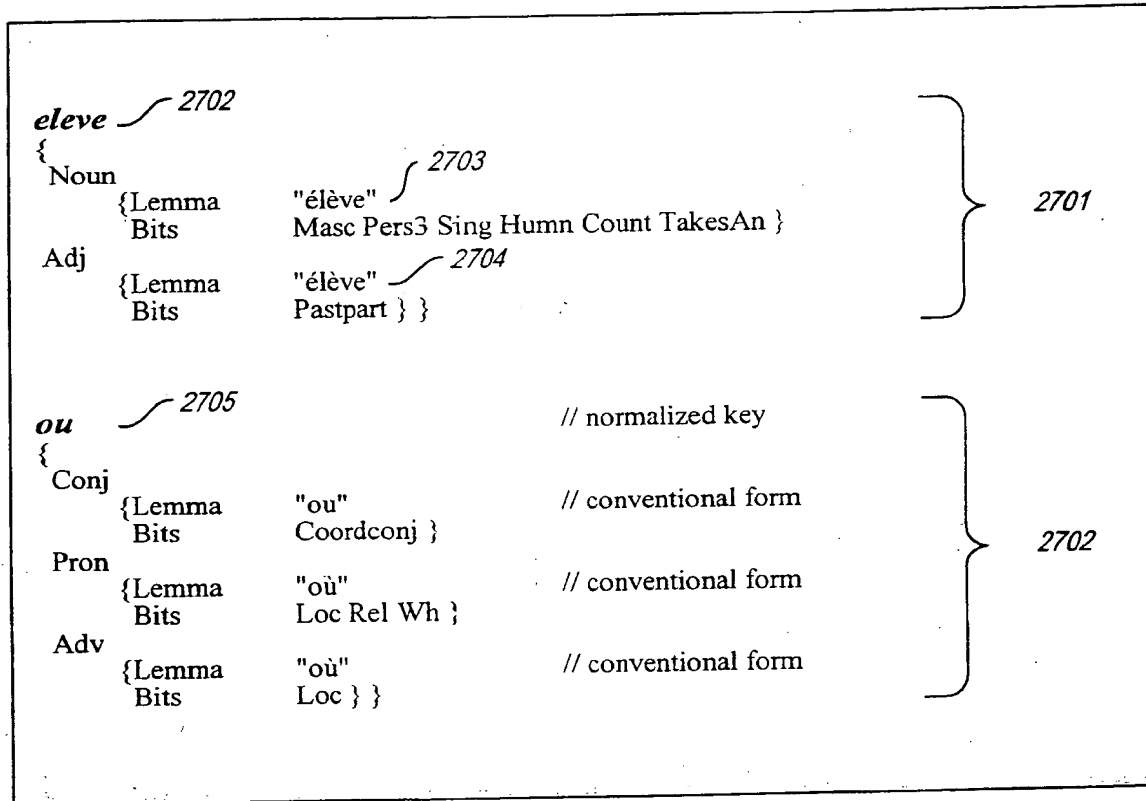 eleve 2702
{
Noun 2703
{Lemma "élève"
Bits Masc Pers3 Sing Humn Count TakesAn } 2701
Adj 2704
{Lemma "élève"
Bits Pastpart } }
ou 2705 // normalized key
{
Conj
{Lemma "ou" // conventional form
Bits Coordconj }
Pron 2702
{Lemma "où" // conventional form
Bits Loc Rel Wh }
Adv
{Lemma "où" // conventional form
Bits Loc } }